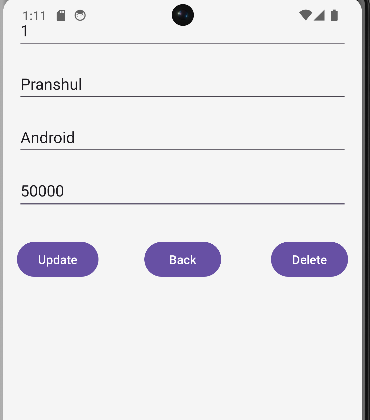 1:11
1
Pranshul
Android
50000
Update Back Delete